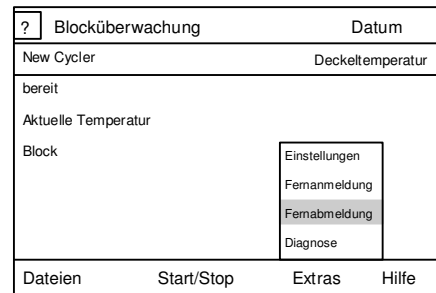 ? Blocküberwachung Datum
New Cycler Deckeltemperatur
bereit
Aktuelle Temperatur
Block
Einstellungen
Fernanmeldung
Fernabmeldung
Diagnose
Dateien Start/Stop Extras Hilfe